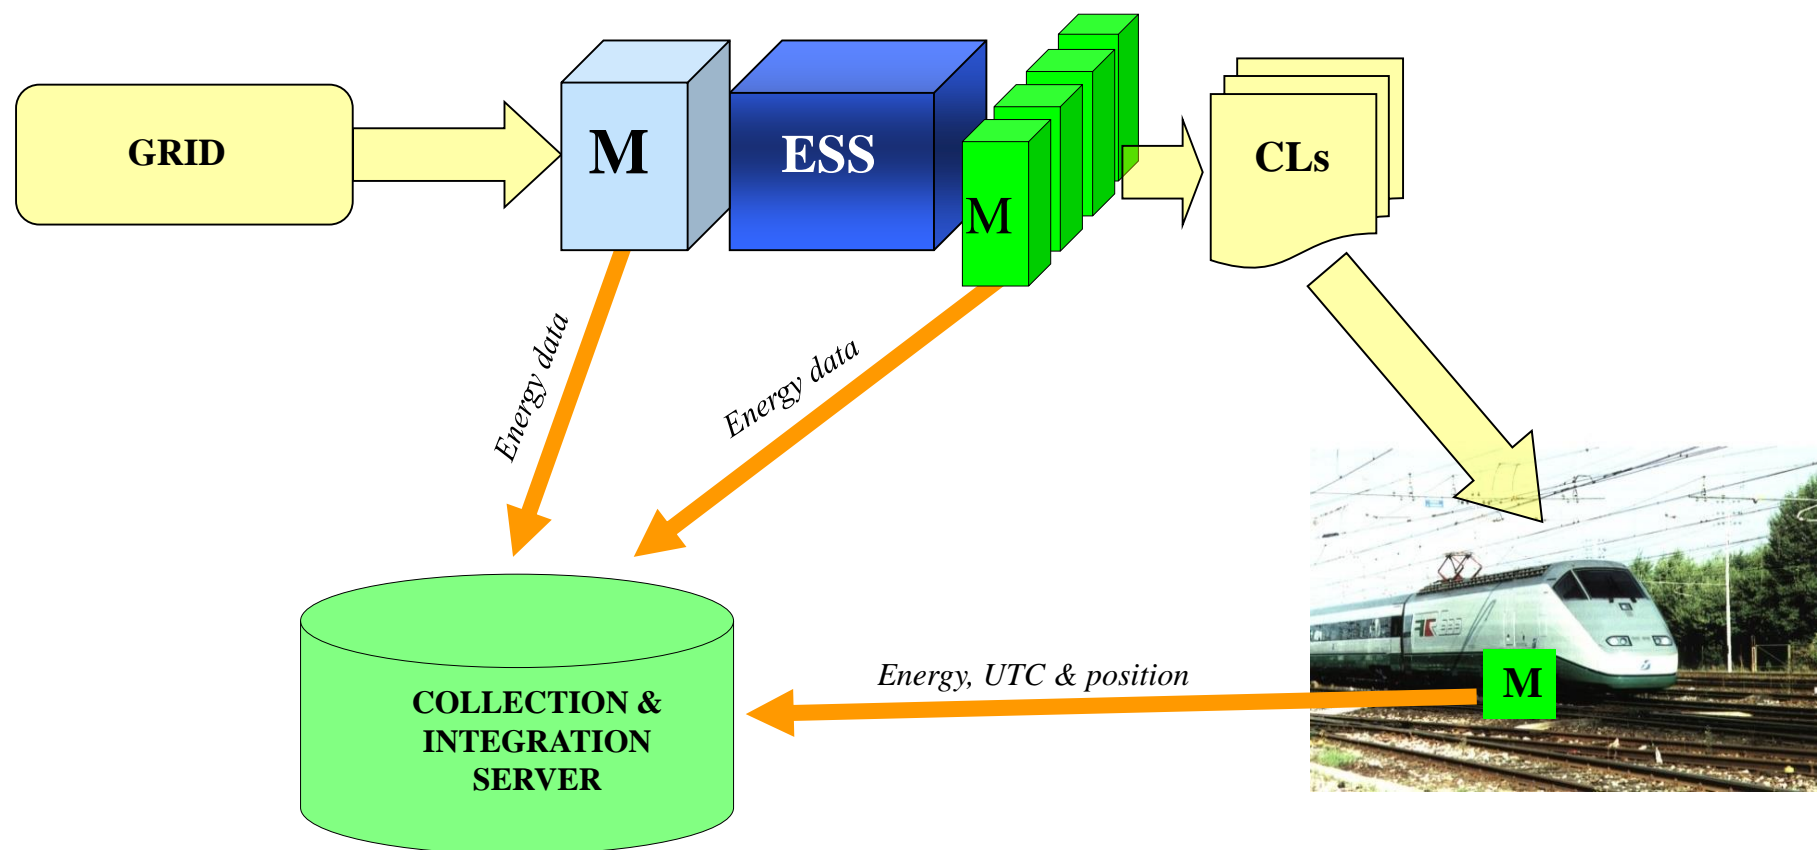 GRID
M
ESS
M
CLs
Energy data
Energy data
Energy, UTC & position
M
COLLECTION &
INTEGRATION
SERVER